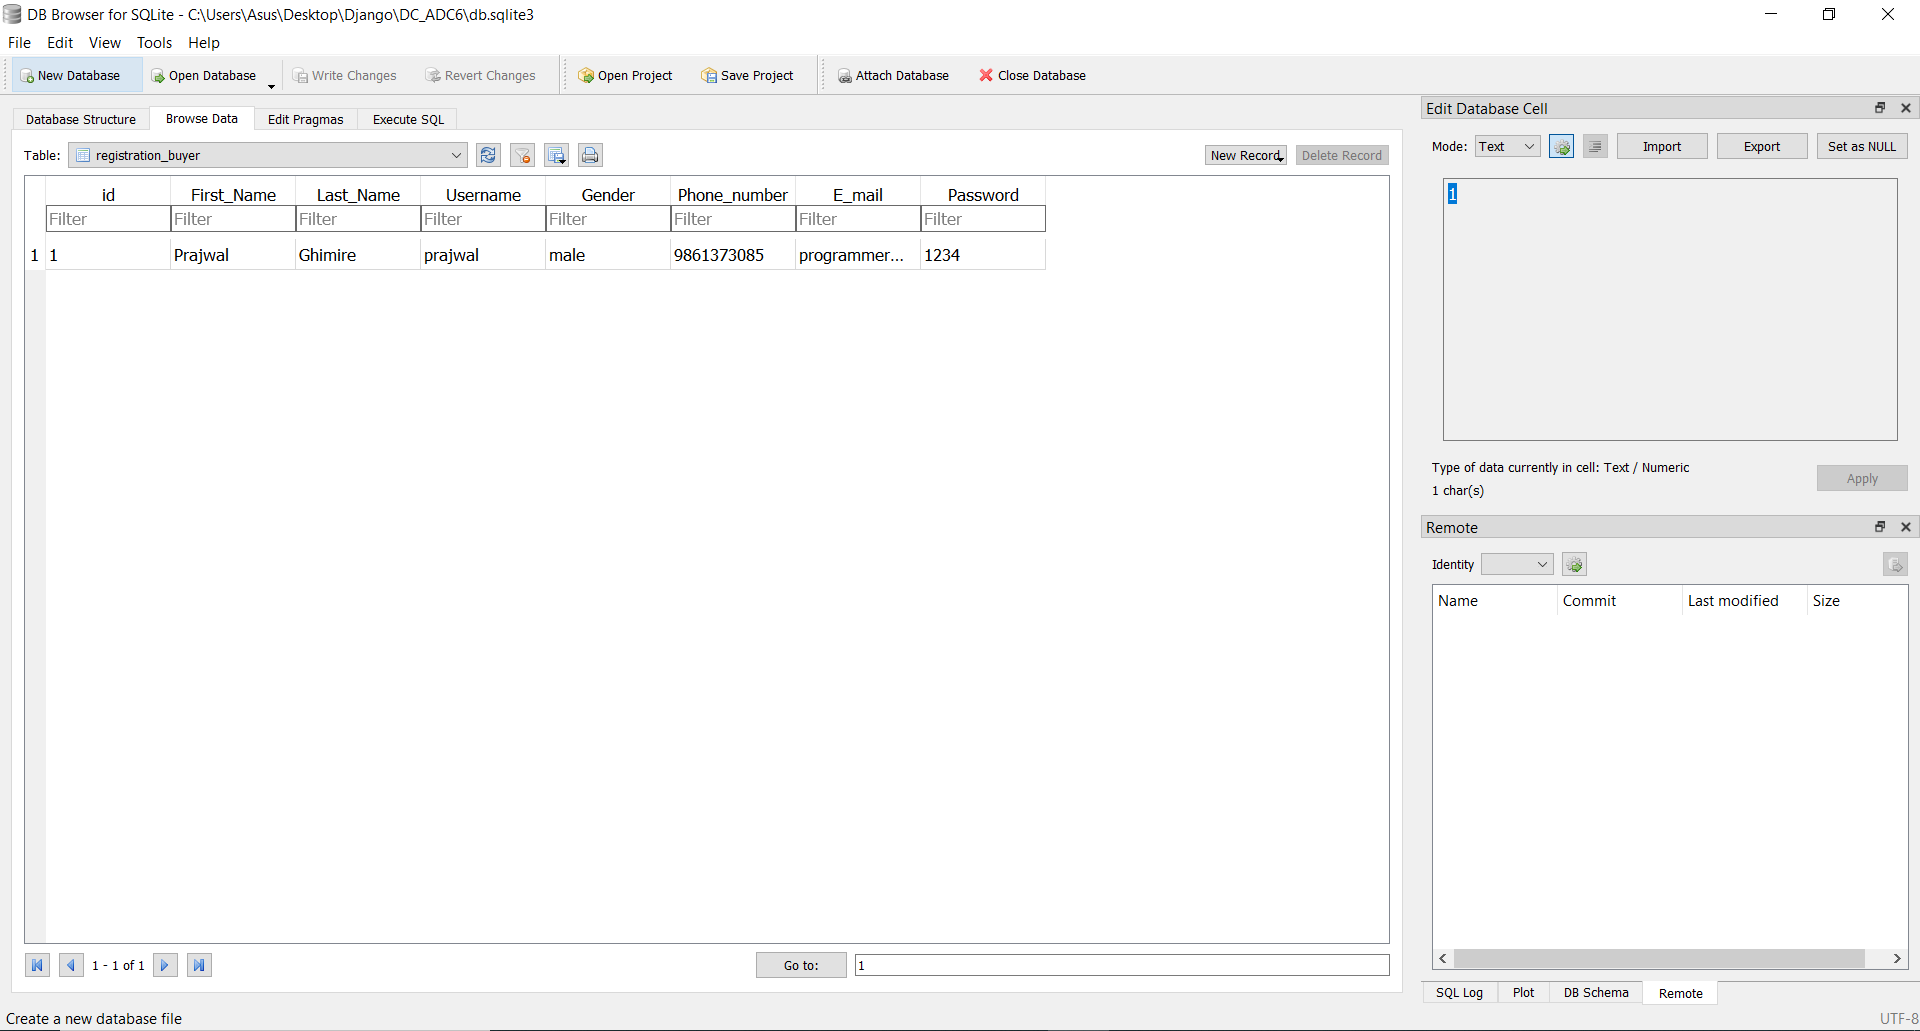 DB Browser for SQLite - C:\Users\Asus\Desktop\Django\DC_ADC6\db.sqlite3
File Edit View Tools Help
New Database Open Database Write Changes Revert Changes Open Project Save Project Attach Database Close Database
Database Structure Browse Data Edit Pragmas Execute SQL
Table: registration_buyer New Record Delete Record
id First_Name Last_Name Username Gender Phone_number E_mail Password
Filter Filter Filter Filter Filter Filter Filter Filter
1 1 Prajwal Ghimire prajwal male 9861373085 programmer... 1234
1 - 1 of 1 Go to: 1
Edit Database Cell
Mode: Text Import Export Set as NULL
1
Type of data currently in cell: Text / Numeric
1 char(s)
Apply
Remote
Identity
Name Commit Last modified Size
SQL Log Plot DB Schema Remote
Create a new database file UTF-8